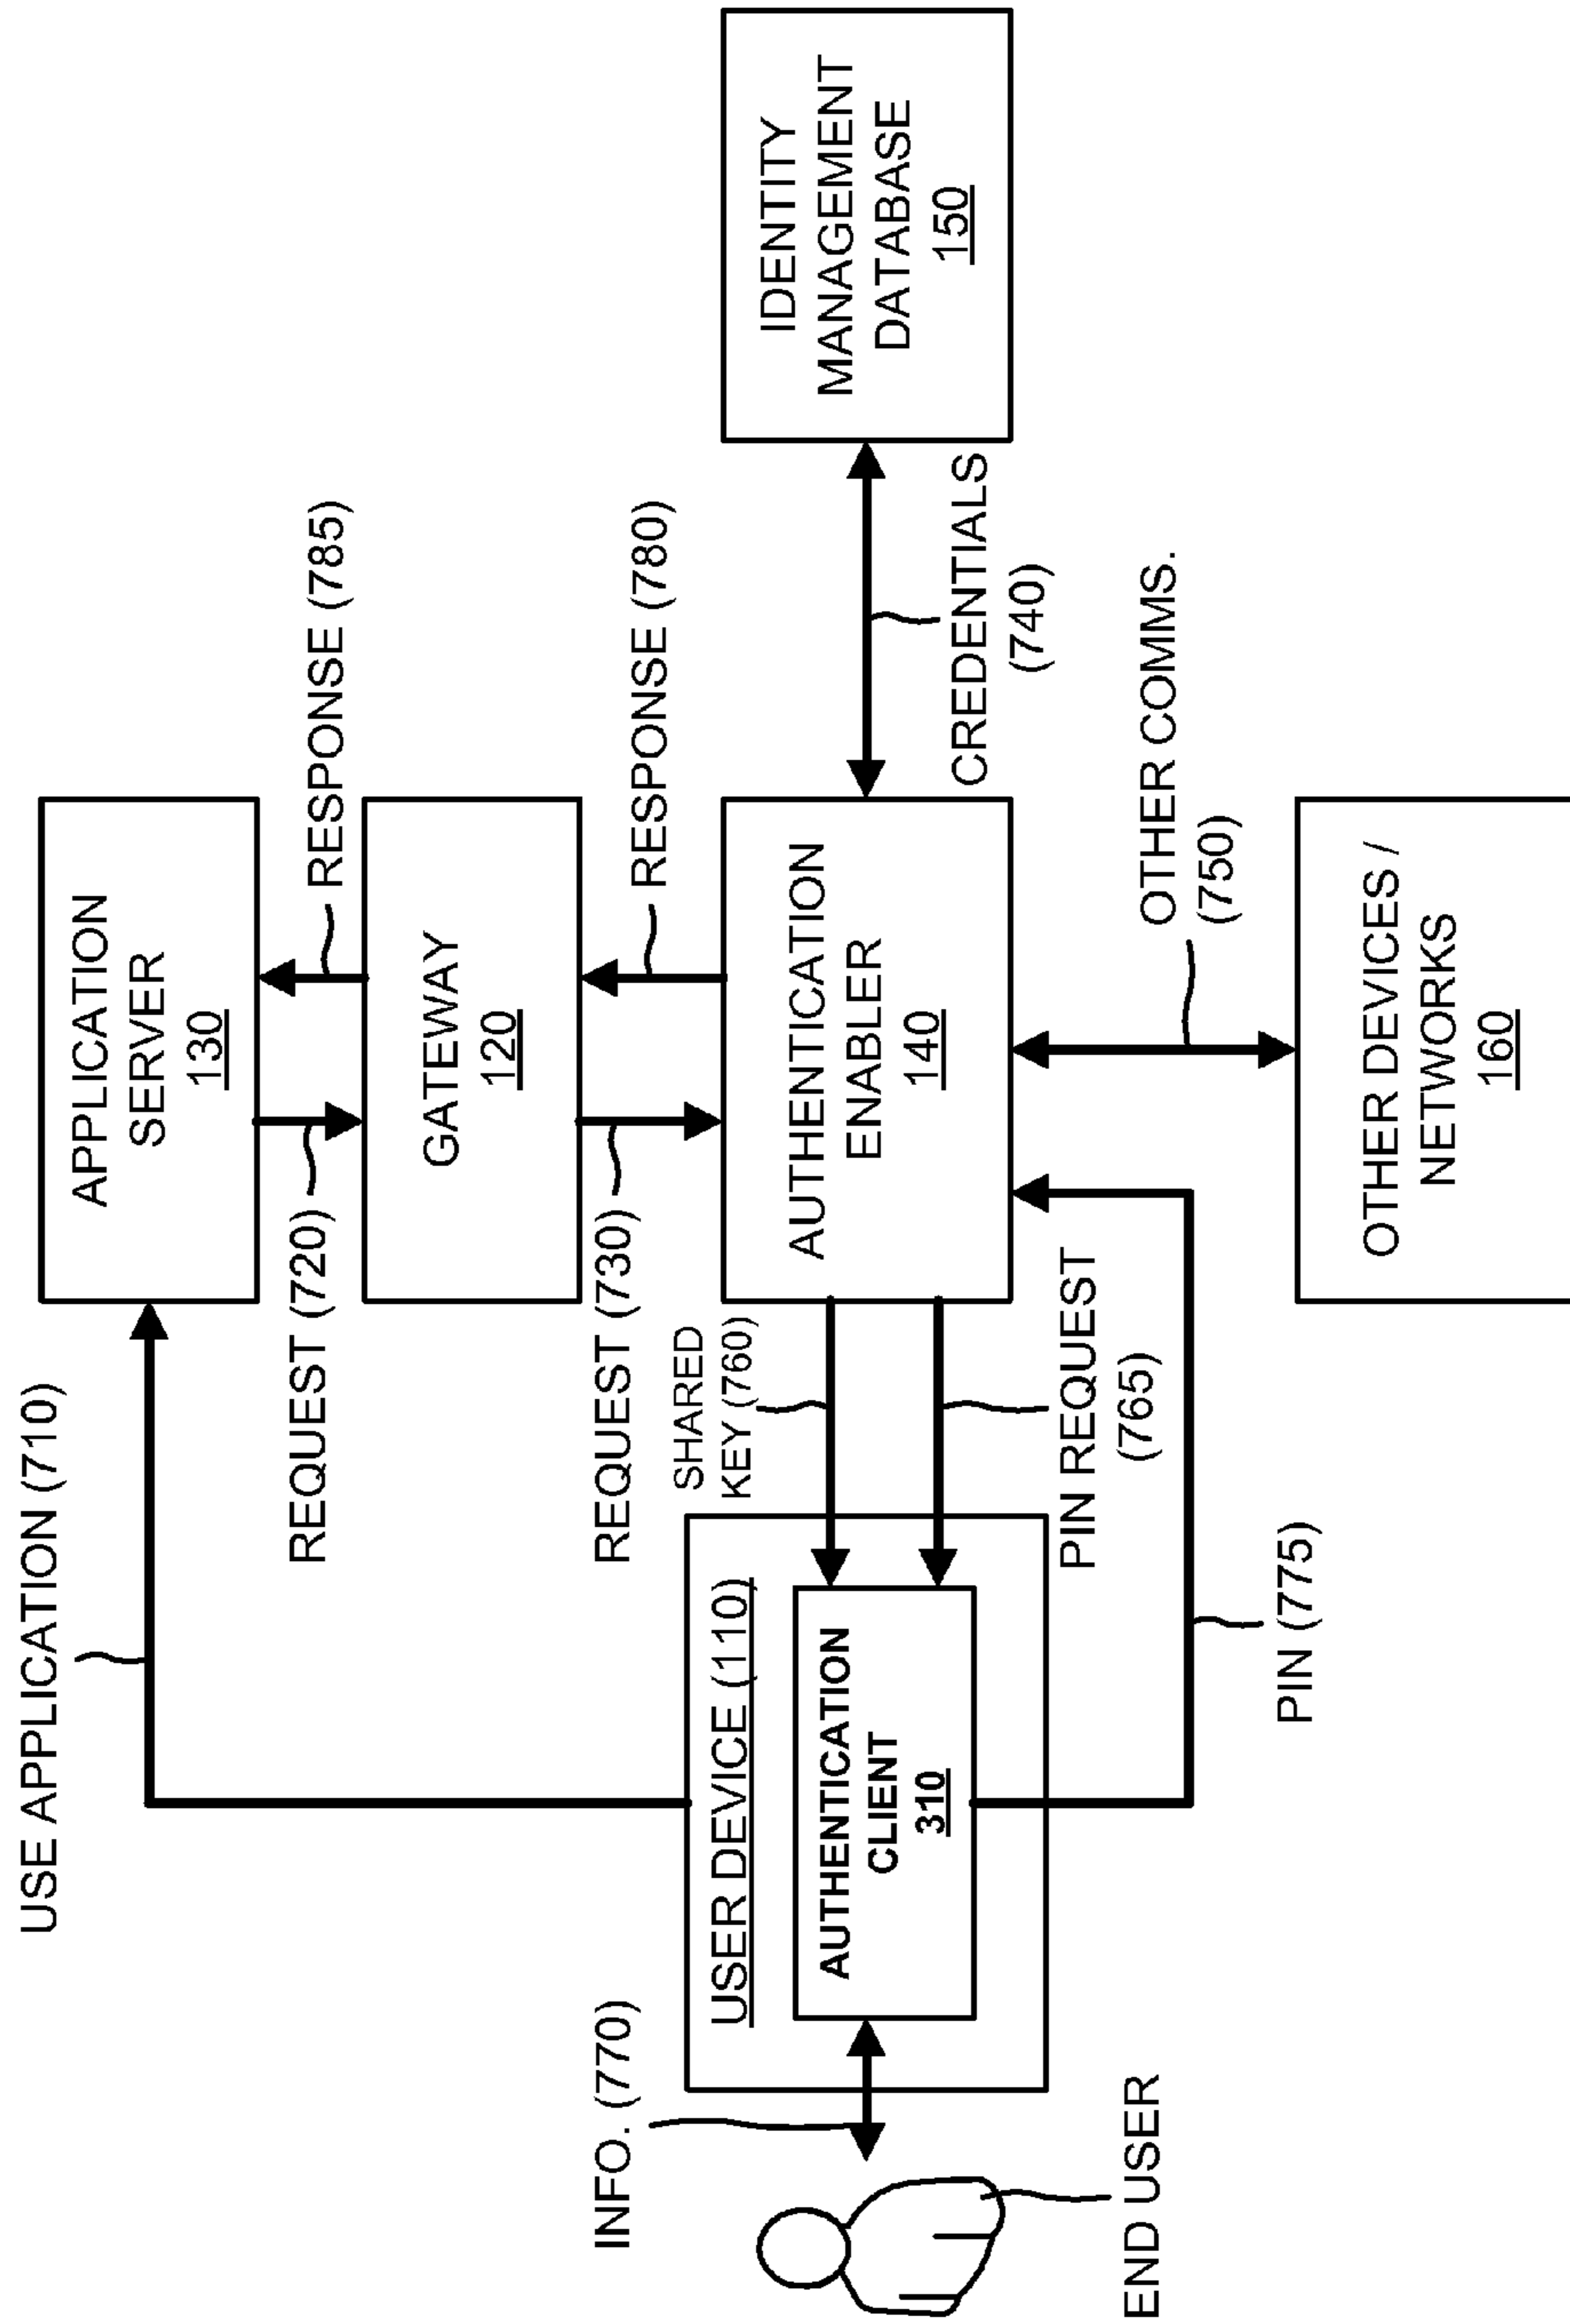 USE APPLICATION (710)
APPLICATION
SERVER
130
REQUEST (720)
RESPONSE (785)
GATEWAY
120
REQUEST (730)
RESPONSE (780)
INFO. (770)
USER DEVICE (110)
AUTHENTICATION
CLIENT
310
SHARED
KEY (760)
AUTHENTICATION
ENABLER
140
IDENTITY
MANAGEMENT
DATABASE
150
CREDENTIALS
(740)
PIN REQUEST
(765)
OTHER COMMS.
(750)
END USER
PIN (775)
OTHER DEVICES /
NETWORKS
160